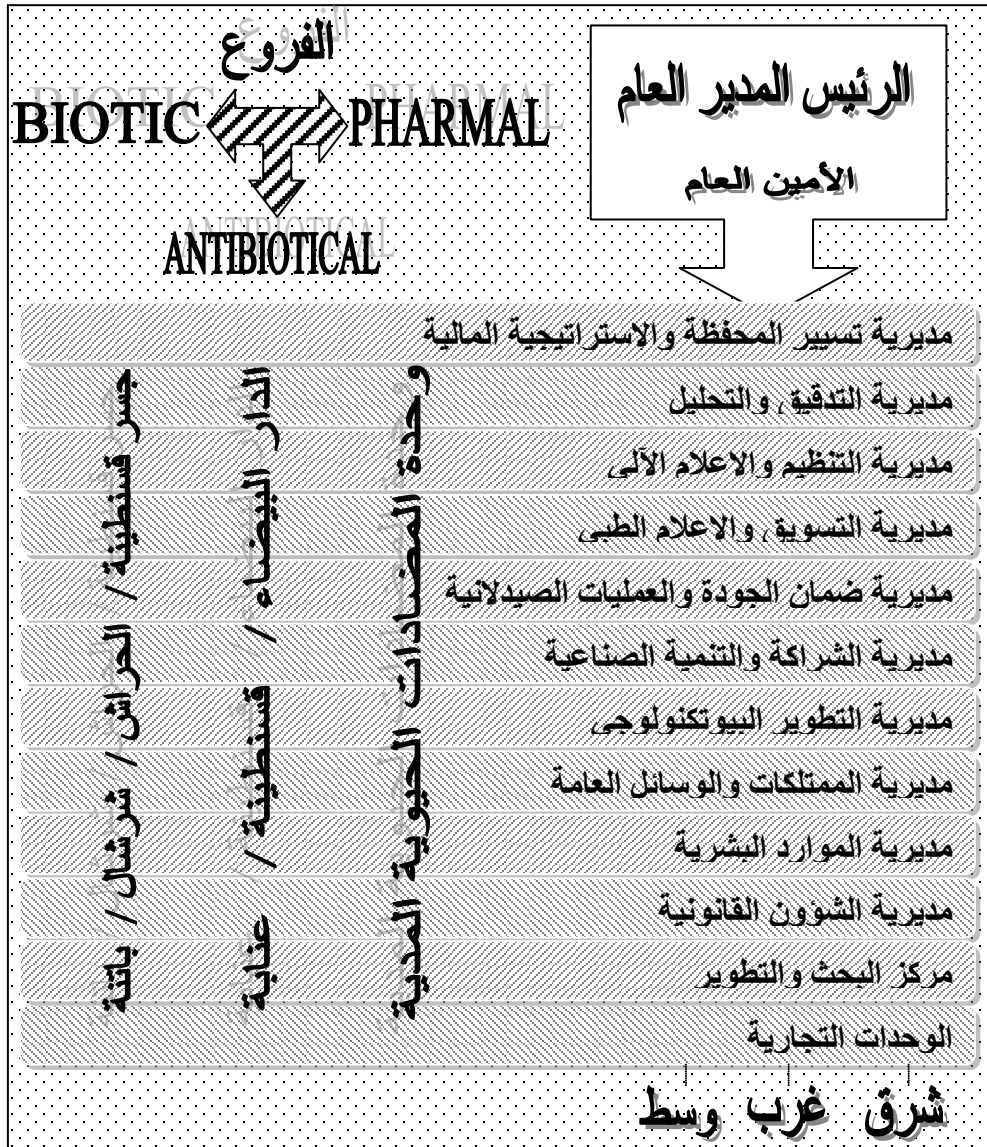 الرئيس المدير العام
الأمين العام
الفروع
PHARMAL
BIOTIC
ANTIBIOTICAL
مديرية تسيير المحفظة والاستراتيجية المالية
مديرية التدقيق والتحليل
مديرية التنظيم والاعلام الآلى
مديرية التسويق والاعلام الطبى
مديرية ضمان الجودة والعمليات الصيدلانية
مديرية الشراكة والتنمية الصناعية
مديرية التطوير البيوتكنولوجى
مديرية الممتلكات والوسائل العامة
مديرية الموارد البشرية
مديرية الشؤون القانونية
مركز البحث والتطوير
الوحدات التجارية
وحدة المضادات الحيوية المدية
الدار البيضاء / قسنطينة / عنابة
جسر قسنطينة / الحراش / شرشال / باتنة
شرق غرب وسط